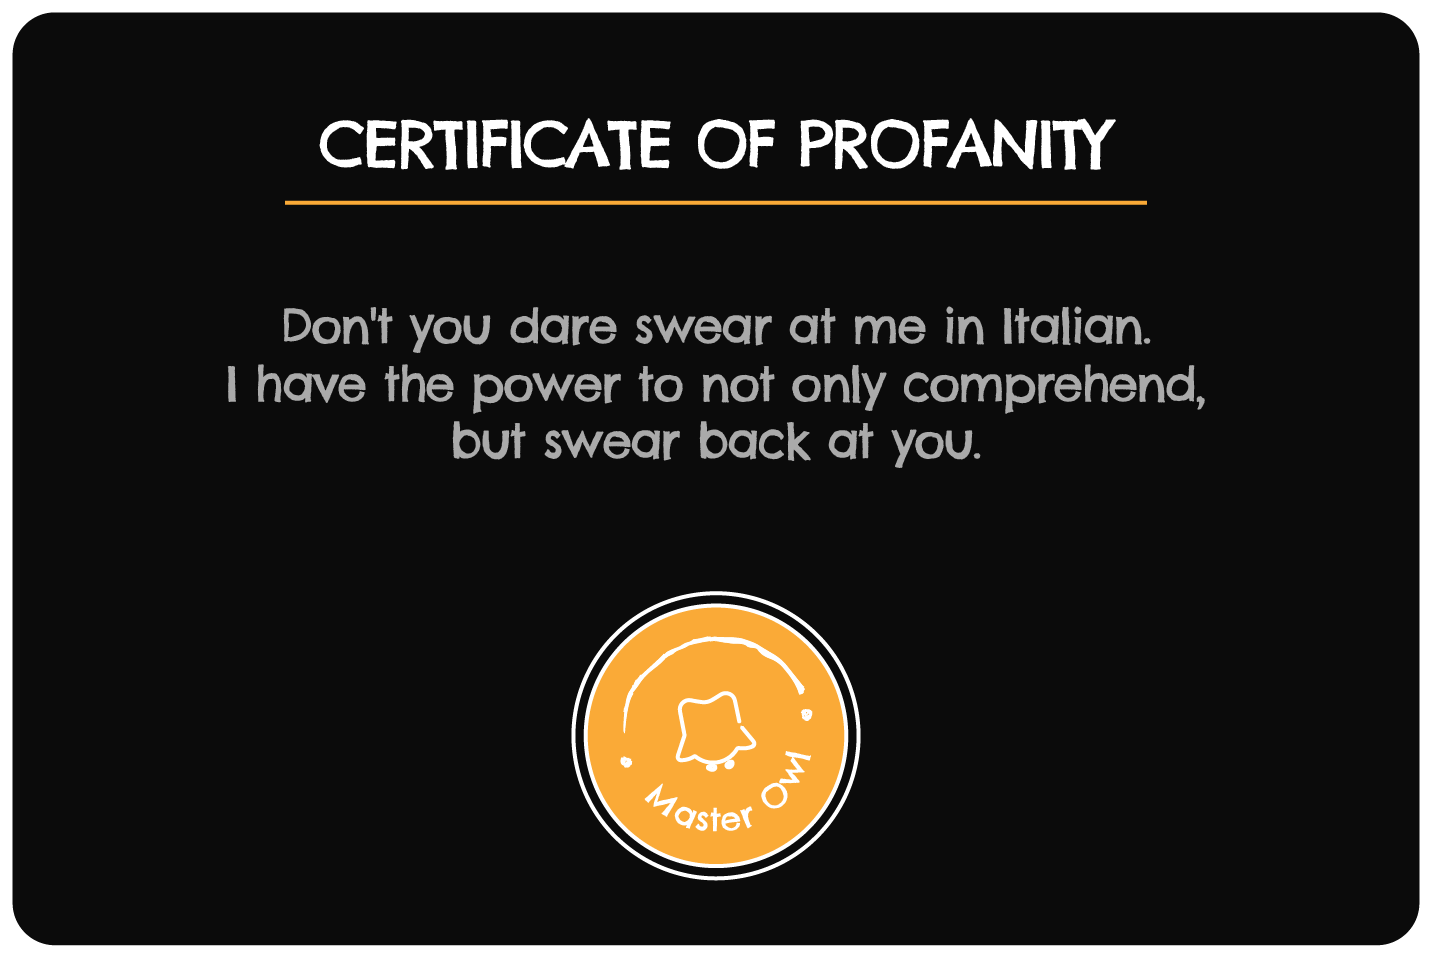 CERTIFICATE OF PROFANITY
Don't you dare swear at me in Italian.
I have the power to not only comprehend,
but swear back at you.
Master Owl